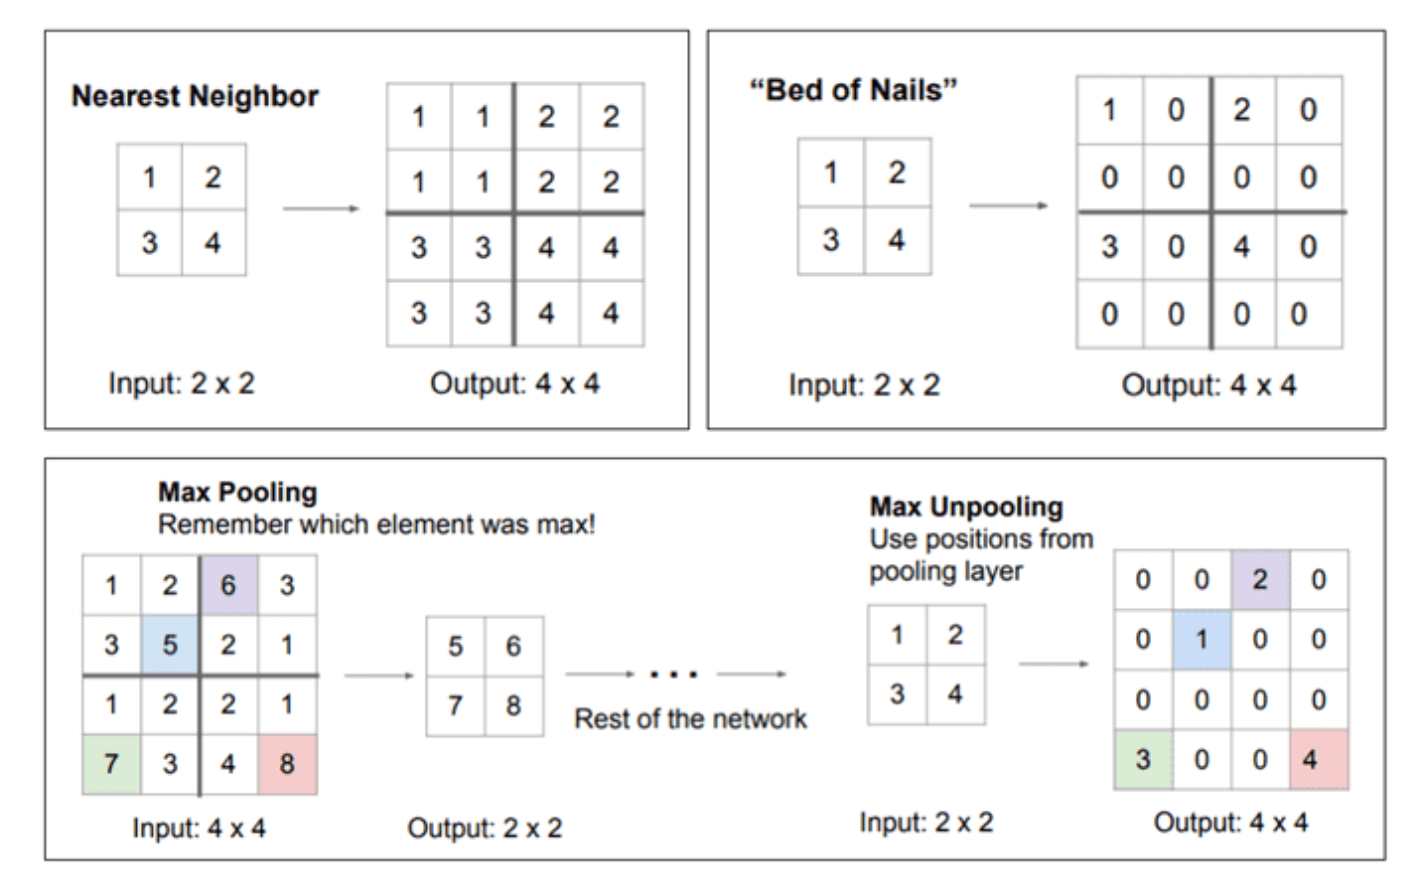 Nearest Neighbor
1 2
3 4
1 1 2 2
1 1 2 2
3 3 4 4
3 3 4 4
Input: 2 x 2
Output: 4 x 4
“Bed of Nails”
1 2
3 4
1 0 2 0
0 0 0 0
3 0 4 0
0 0 0 0
Input: 2 x 2
Output: 4 x 4
Max Pooling
Remember which element was max!
1 2 6 3
3 5 2 1
1 2 2 1
7 3 4 8
Input: 4 x 4
5 6
7 8
Output: 2 x 2
...
Rest of the network
Max Unpooling
Use positions from
pooling layer
1 2
3 4
Input: 2 x 2
0 0 2 0
0 1 0 0
0 0 0 0
3 0 0 4
Output: 4 x 4